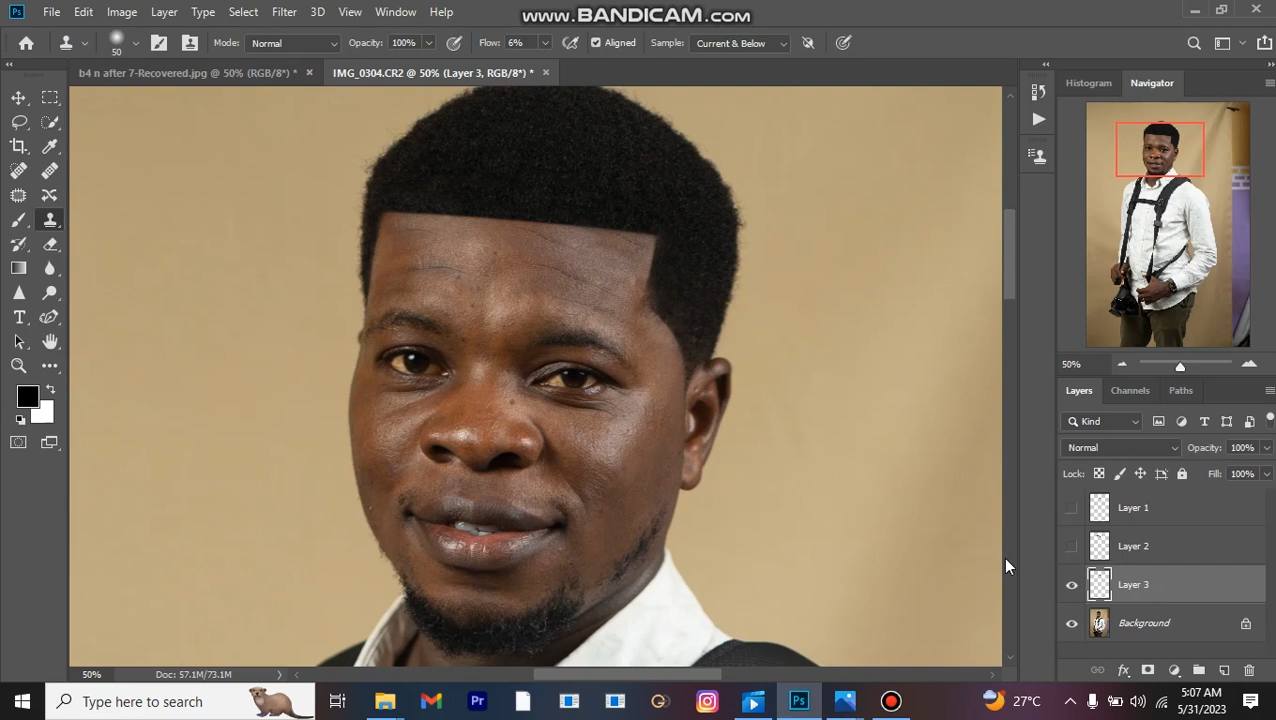 www.BANDICAM.com
File Edit Image Layer Type Select Filter 3D View Window Help
50 Mode: Normal Opacity: 100% Flow: 6% Aligned Sample: Current & Below
b4 n after 7-Recovered.jpg @ 50% (RGB/8*) * IMG_0304.CR2 @ 50% (Layer 3, RGB/8*) *
Histogram Navigator
50%
Layers Channels Paths
Kind
Normal Opacity: 100%
Lock: Fill: 100%
Layer 1
Layer 2
Layer 3
Background
50% Doc: 57.1M/73.1M
Type here to search
27°C
5:07 AM
5/31/2023